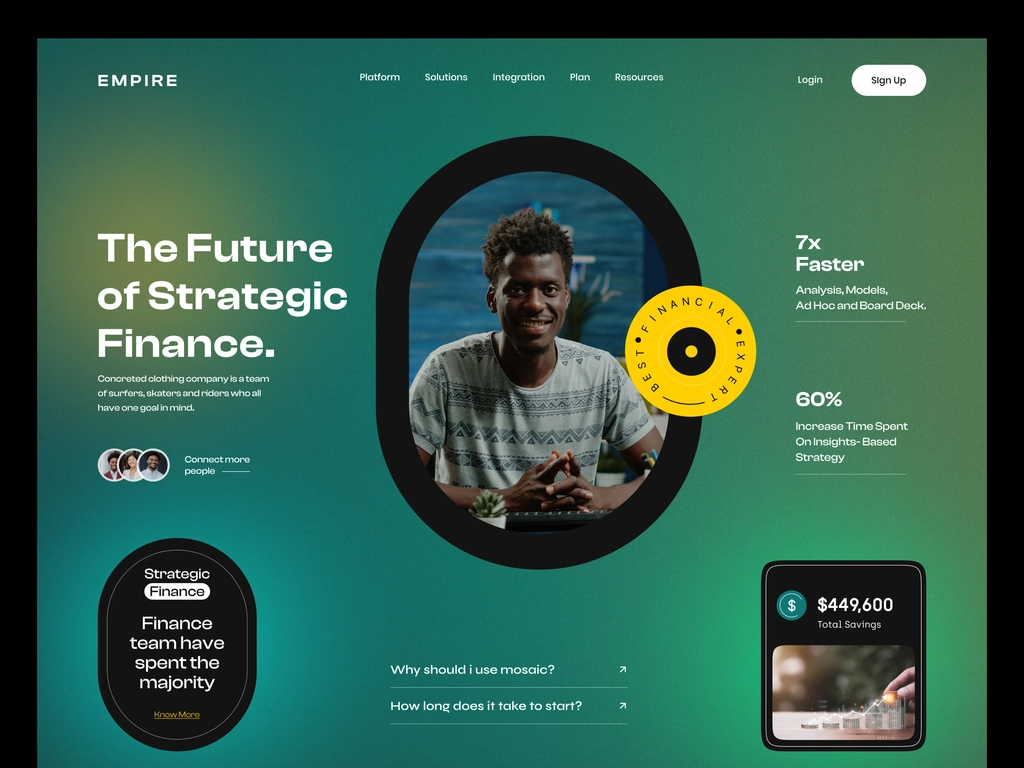 EMPIRE
Platform
Solutions
Integration
Plan
Resources
Login
SIgn Up
The Future
of Strategic
Finance.
Concreted clothing company is a team
of surfers, skaters and riders who all
have one goal in mind.
Connect more
people
BEST • FINANCIAL • EXPERT
7x
Faster
Analysis, Models,
Ad Hoc and Board Deck.
60%
Increase Time Spent
On Insights- Based
Strategy
Strategic
Finance
Finance
team have
spent the
majority
Know More
Why should i use mosaic?
How long does it take to start?
$
$449,600
Total Savings